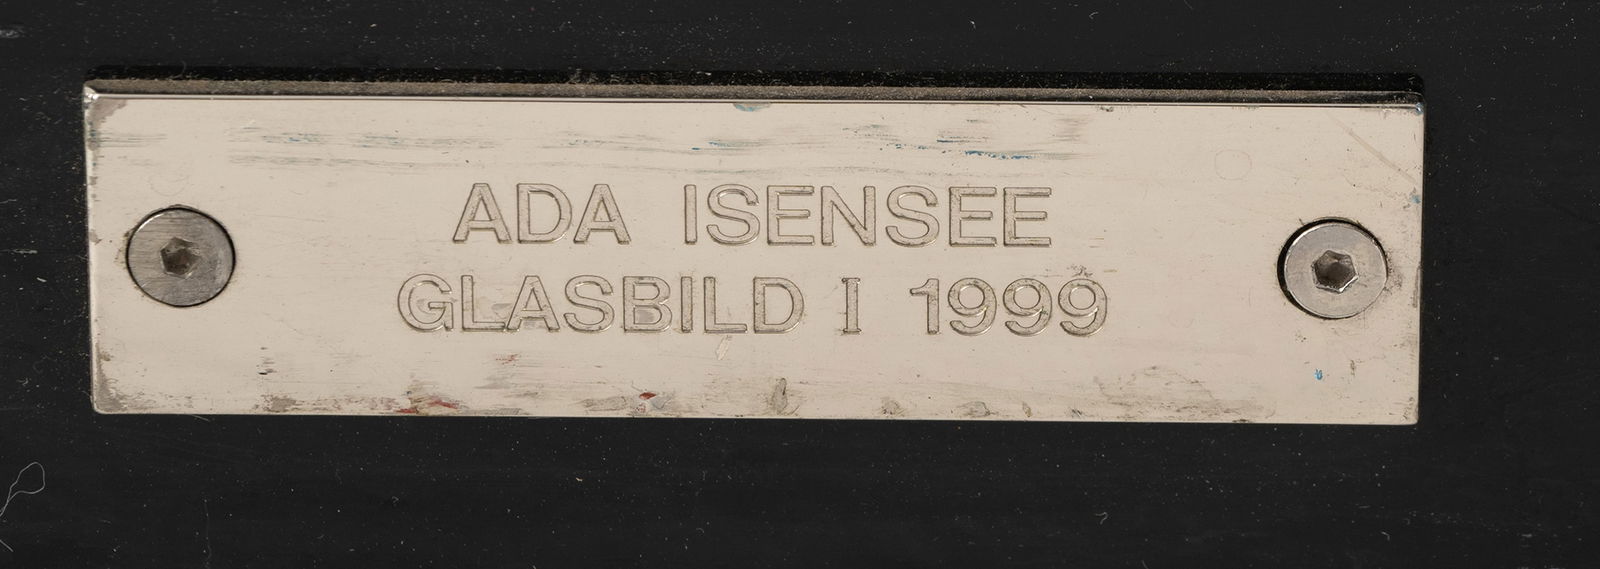 ADA ISENSEE
GLASBILD I 1999